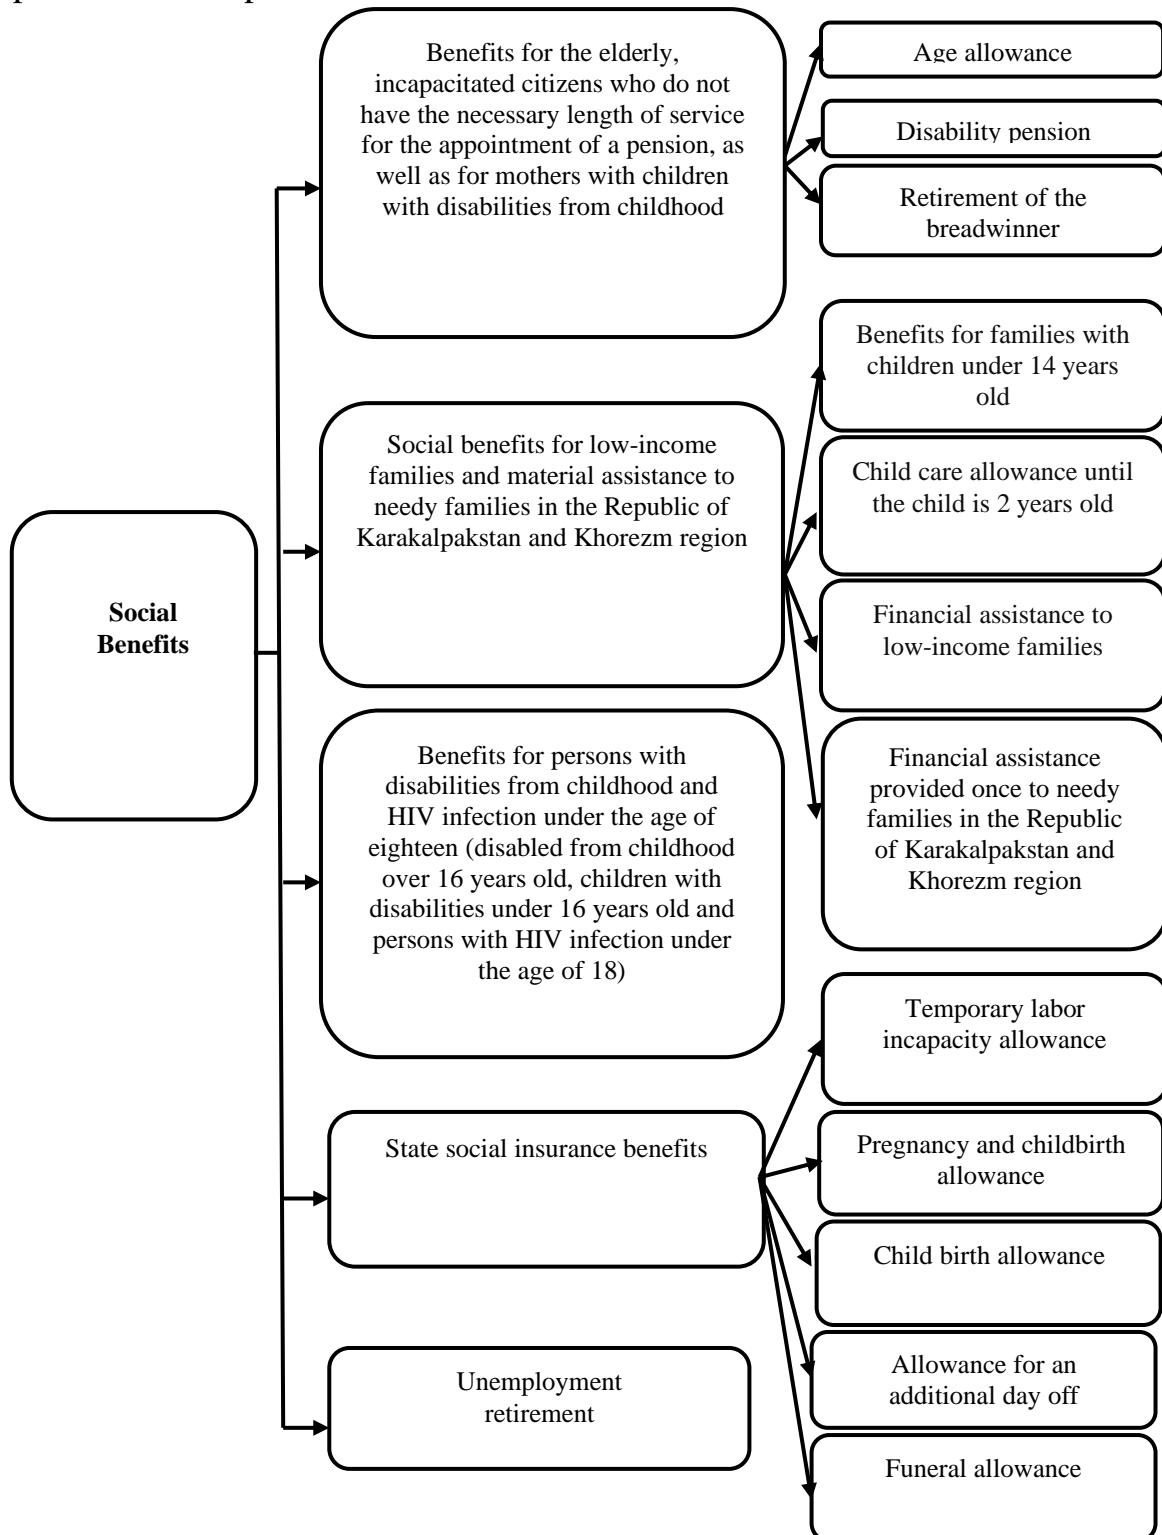 Social
Benefits
Benefits for the elderly,
incapacitated citizens who do not
have the necessary length of service
for the appointment of a pension, as
well as for mothers with children
with disabilities from childhood
Age allowance
Disability pension
Retirement of the
breadwinner
Social benefits for low-income
families and material assistance to
needy families in the Republic of
Karakalpakstan and Khorezm region
Benefits for families with
children under 14 years
old
Child care allowance until
the child is 2 years old
Financial assistance to
low-income families
Financial assistance
provided once to needy
families in the Republic
of Karakalpakstan and
Khorezm region
Benefits for persons with
disabilities from childhood and
HIV infection under the age of
eighteen (disabled from childhood
over 16 years old, children with
disabilities under 16 years old and
persons with HIV infection under
the age of 18)
State social insurance benefits
Temporary labor
incapacity allowance
Pregnancy and childbirth
allowance
Child birth allowance
Allowance for an
additional day off
Funeral allowance
Unemployment
retirement